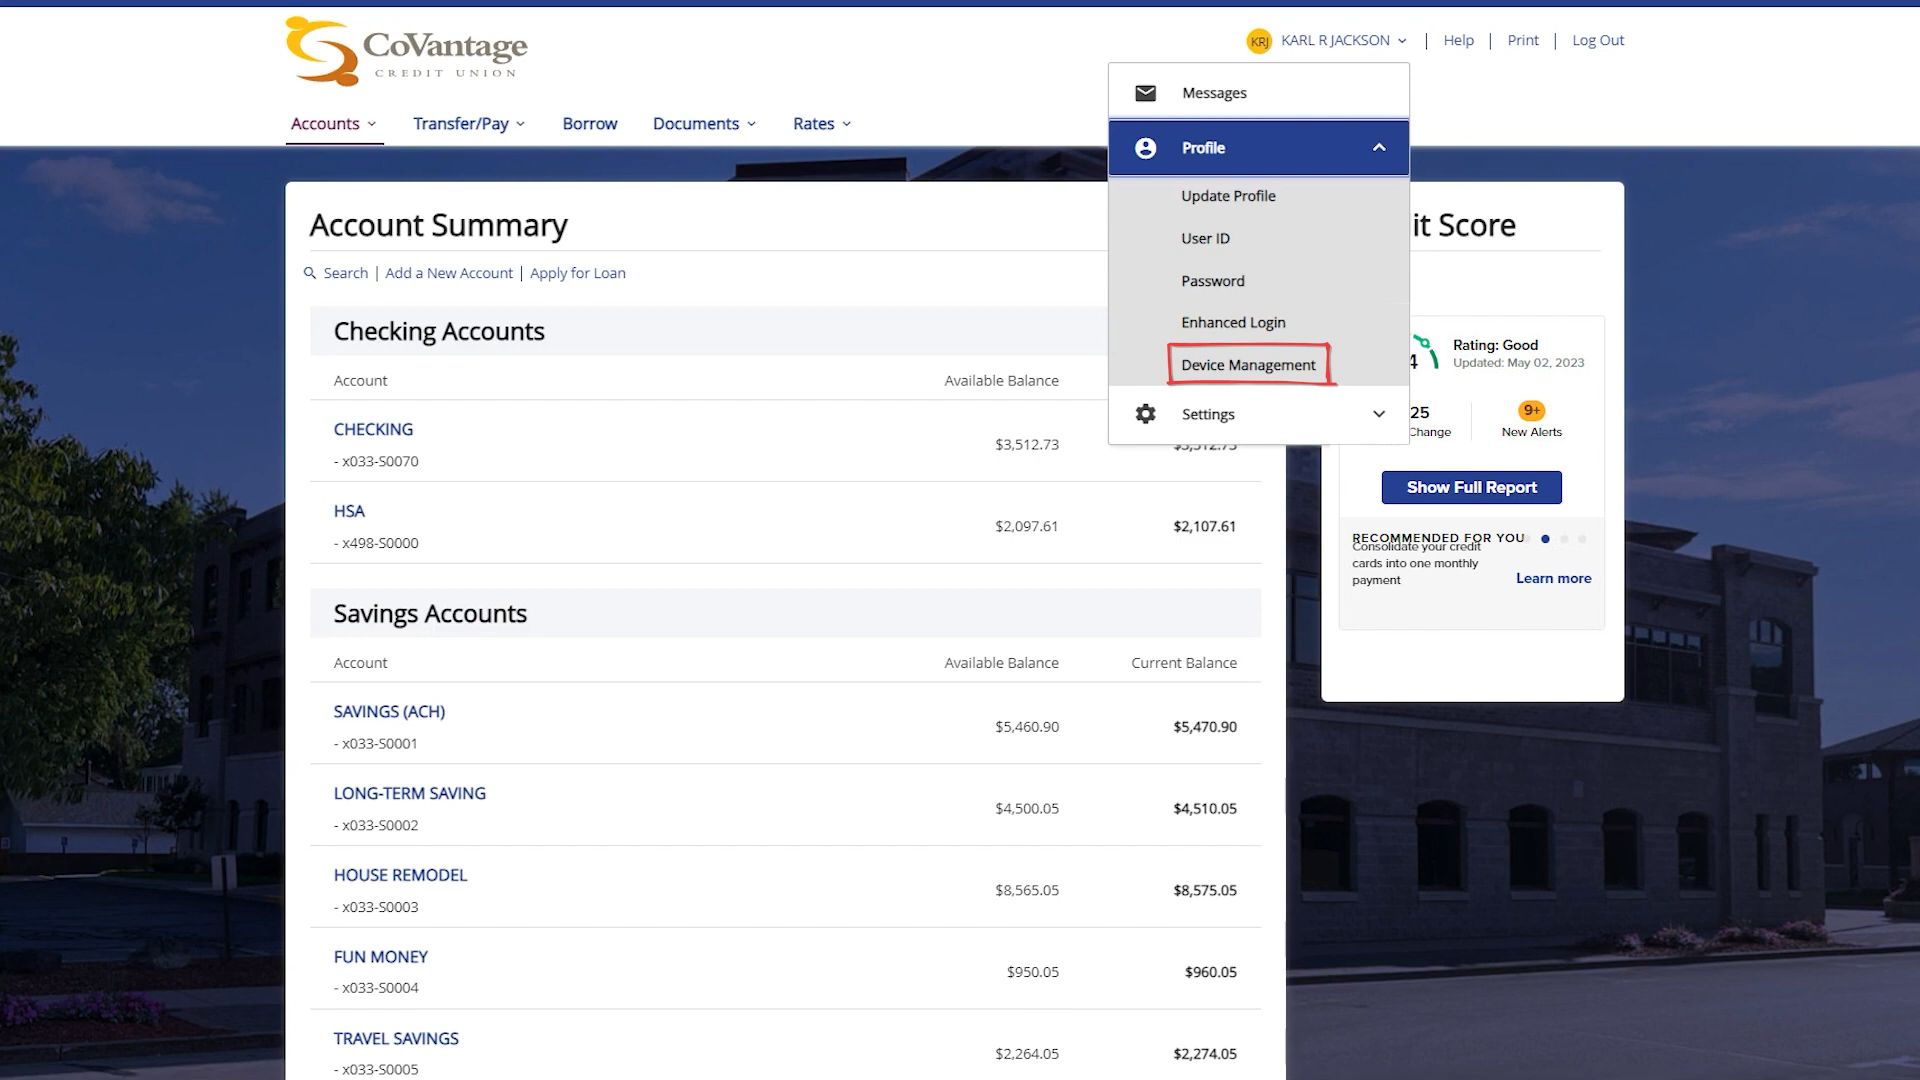 CoVantage
CREDIT UNION
KRJ KARL R JACKSON | Help | Print | Log Out
Accounts Transfer/Pay Borrow Documents Rates
Messages
Profile
Update Profile
User ID
Password
Enhanced Login
Device Management
Settings
Account Summary
Search | Add a New Account | Apply for Loan
Checking Accounts
Account Available Balance
CHECKING
- x033-S0070
$3,512.73 $3,512.73
HSA
- x498-S0000
$2,097.61 $2,107.61
Savings Accounts
Account Available Balance Current Balance
SAVINGS (ACH)
- x033-S0001
$5,460.90 $5,470.90
LONG-TERM SAVING
- x033-S0002
$4,500.05 $4,510.05
HOUSE REMODEL
- x033-S0003
$8,565.05 $8,575.05
FUN MONEY
- x033-S0004
$950.05 $960.05
TRAVEL SAVINGS
- x033-S0005
$2,264.05 $2,274.05
it Score
4
Rating: Good
Updated: May 02, 2023
25
Change
9+
New Alerts
Show Full Report
RECOMMENDED FOR YOU
Consolidate your credit
cards into one monthly
payment
Learn more